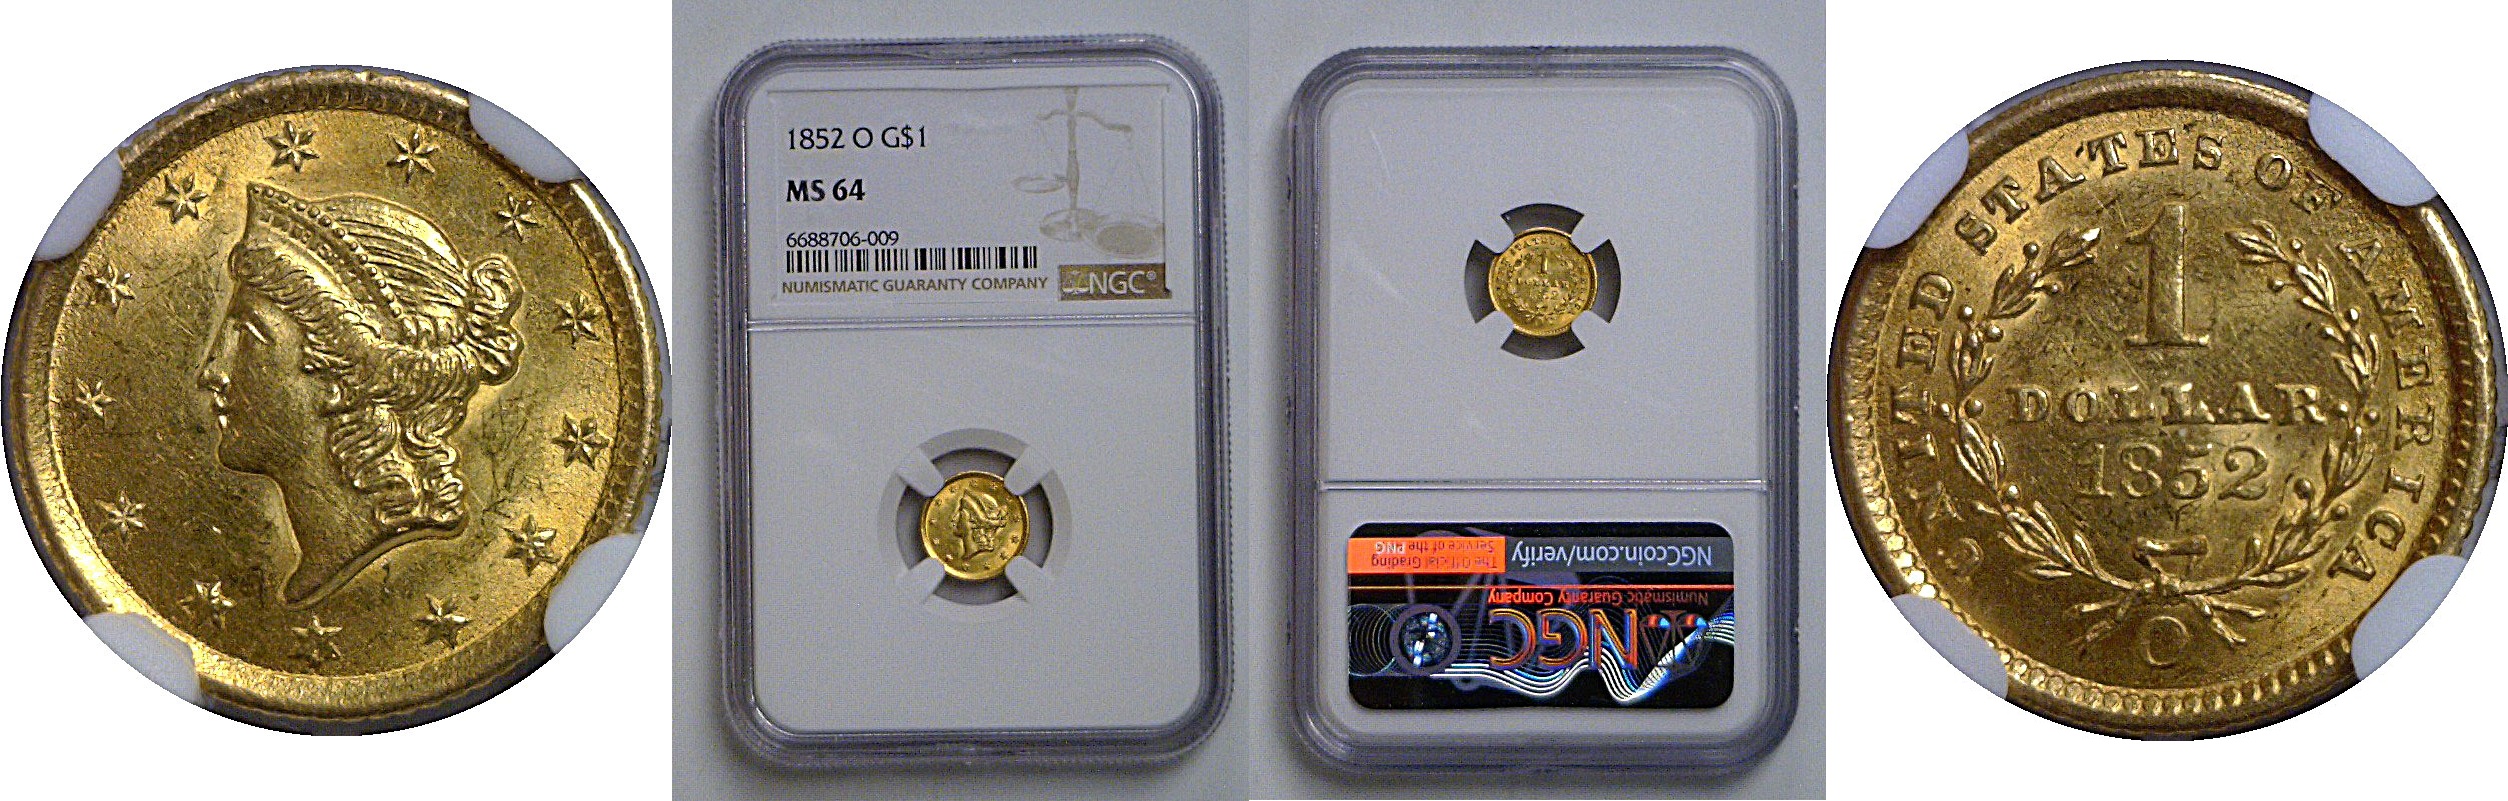 1852 O G$1
MS 64
6688706-009
NUMISMATIC GUARANTY COMPANY
NGC®
NGCcoin.com/verify
The Official Grading
Service of the PNG
Numismatic Guaranty Company
NGC
UNITED STATES OF AMERICA
1
DOLLAR
1852
O